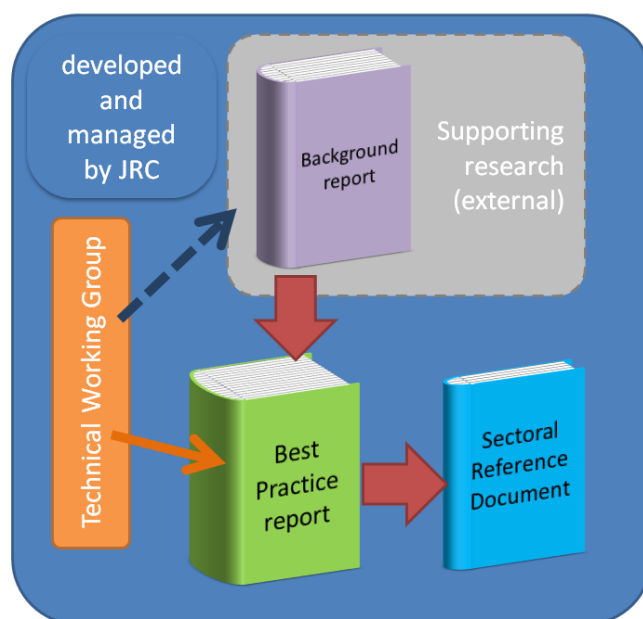 developed
and
managed
by JRC
Background
report
Supporting
research
(external)
Technical Working Group
Best
Practice
report
Sectoral
Reference
Document